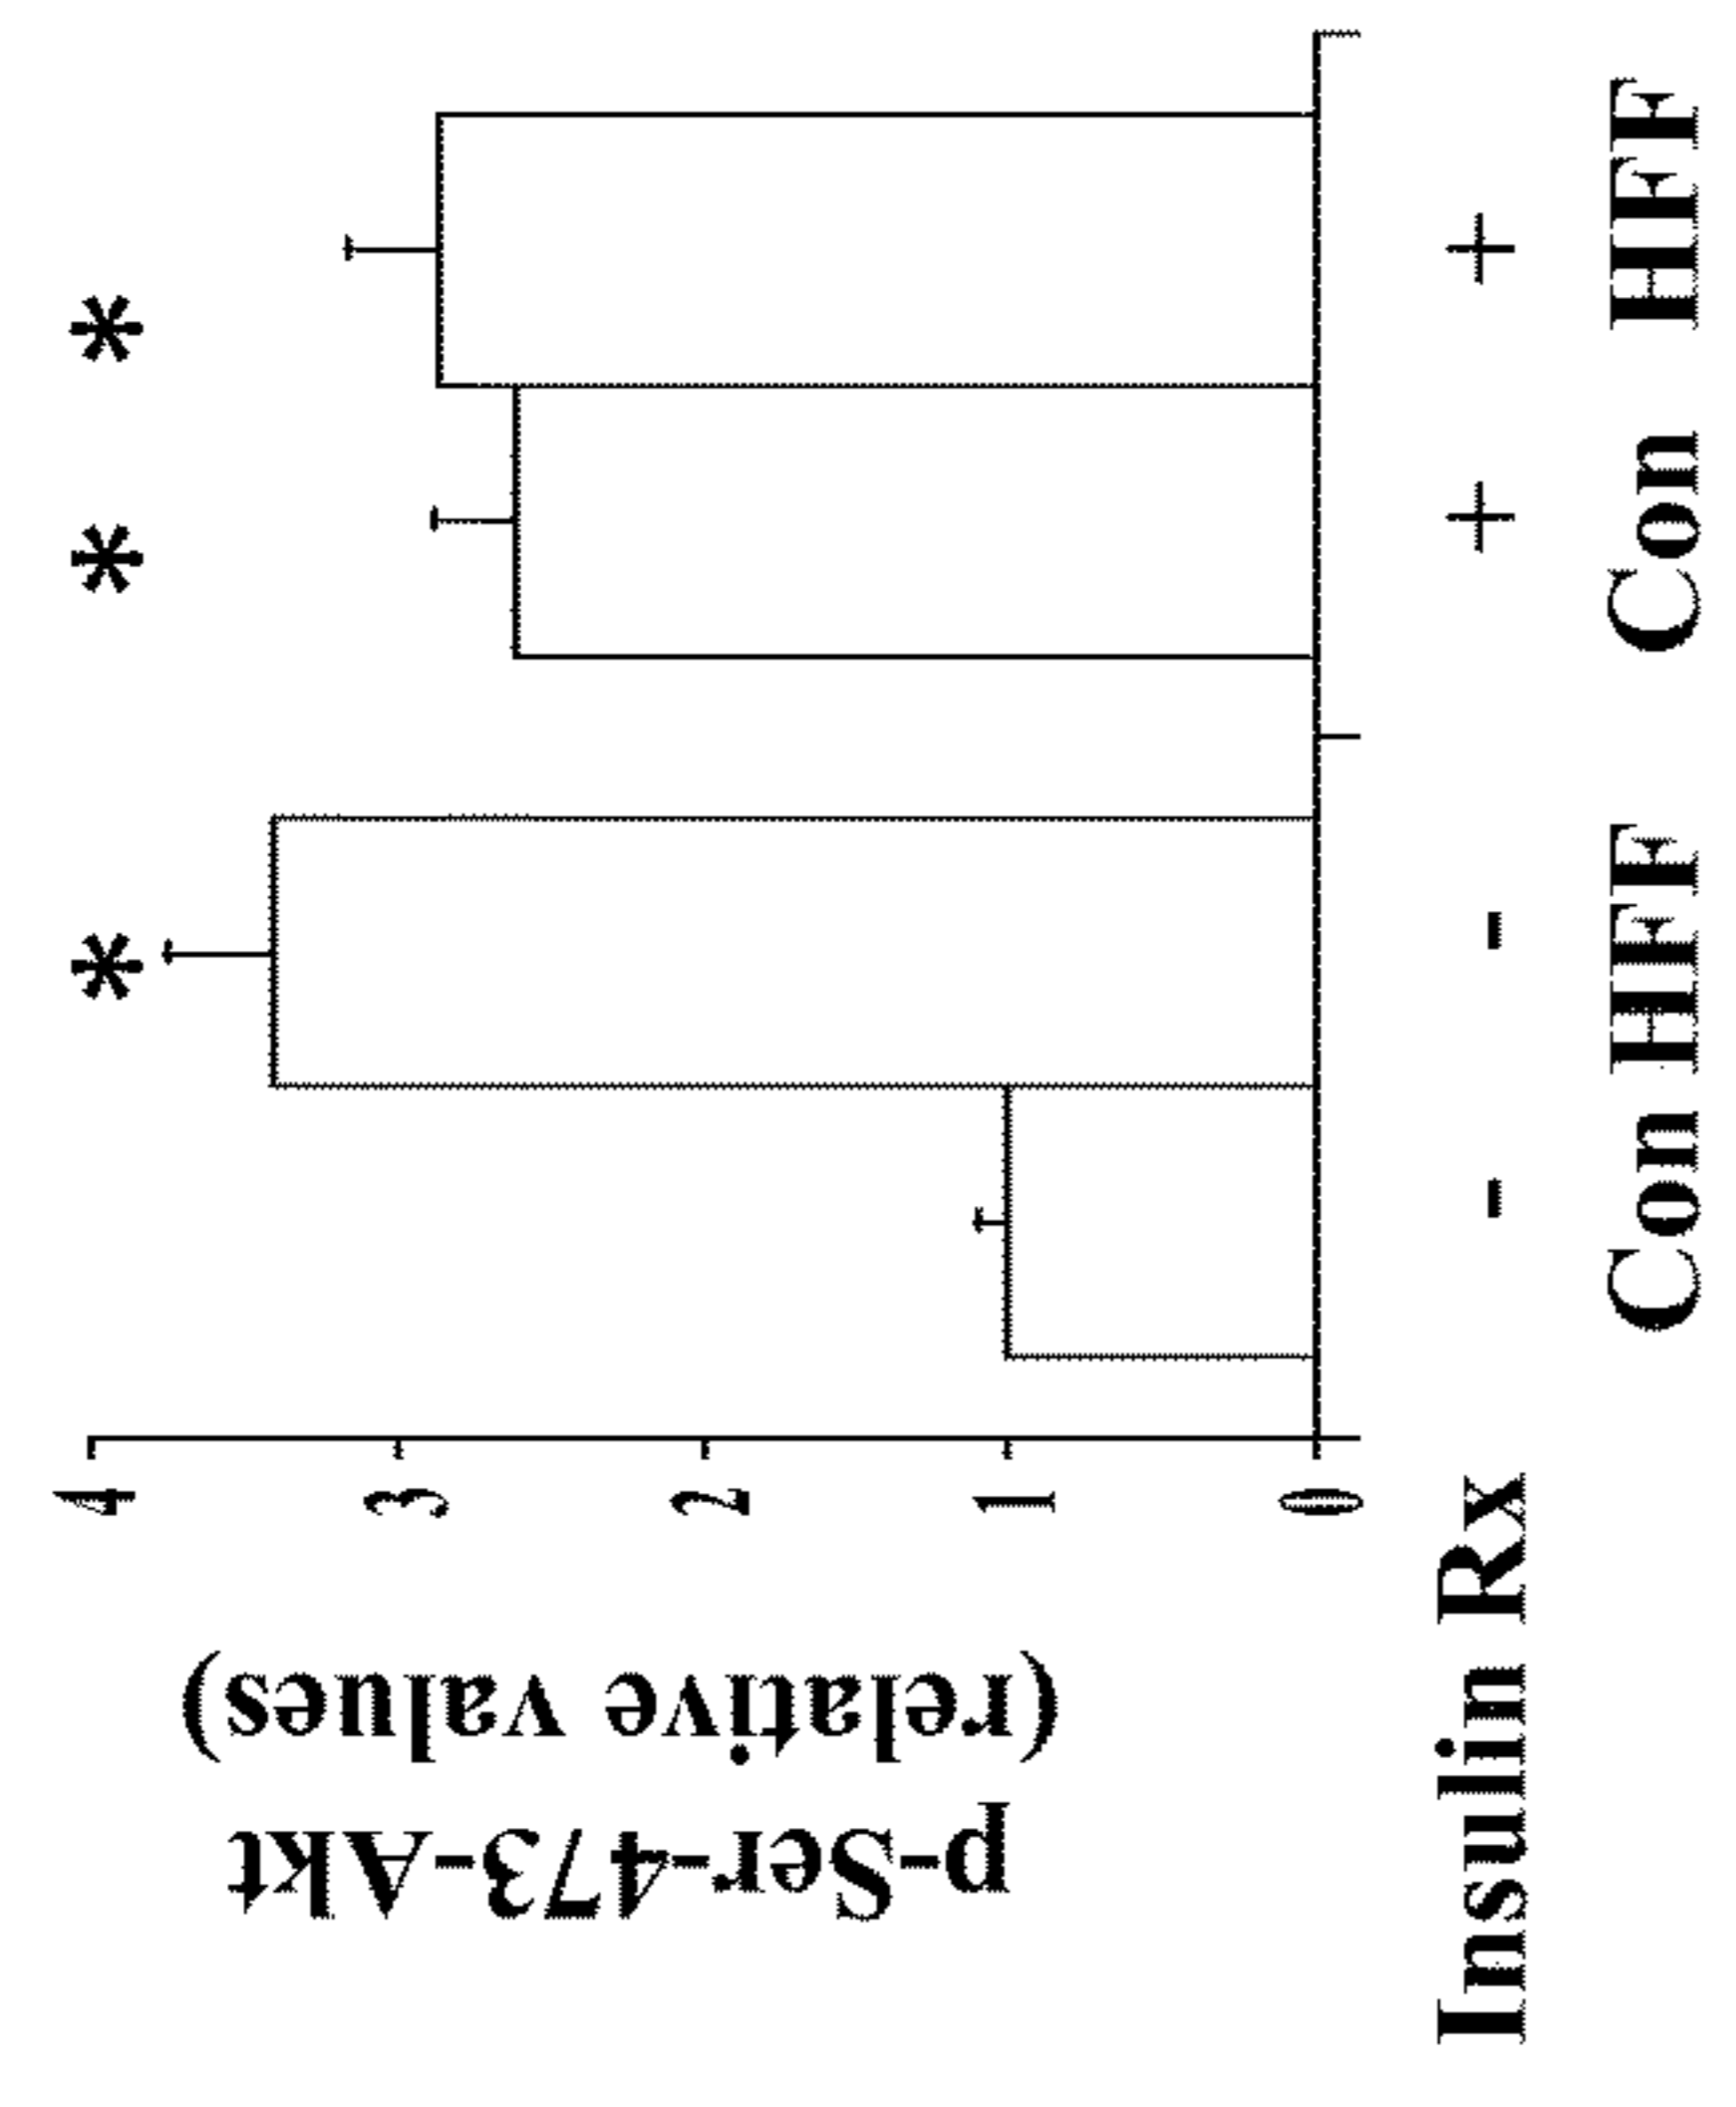 p-Ser-473-Akt
(relative values)
4
3
2
1
0
* * *
Insulin Rx - - + +
Con HFF Con HFF